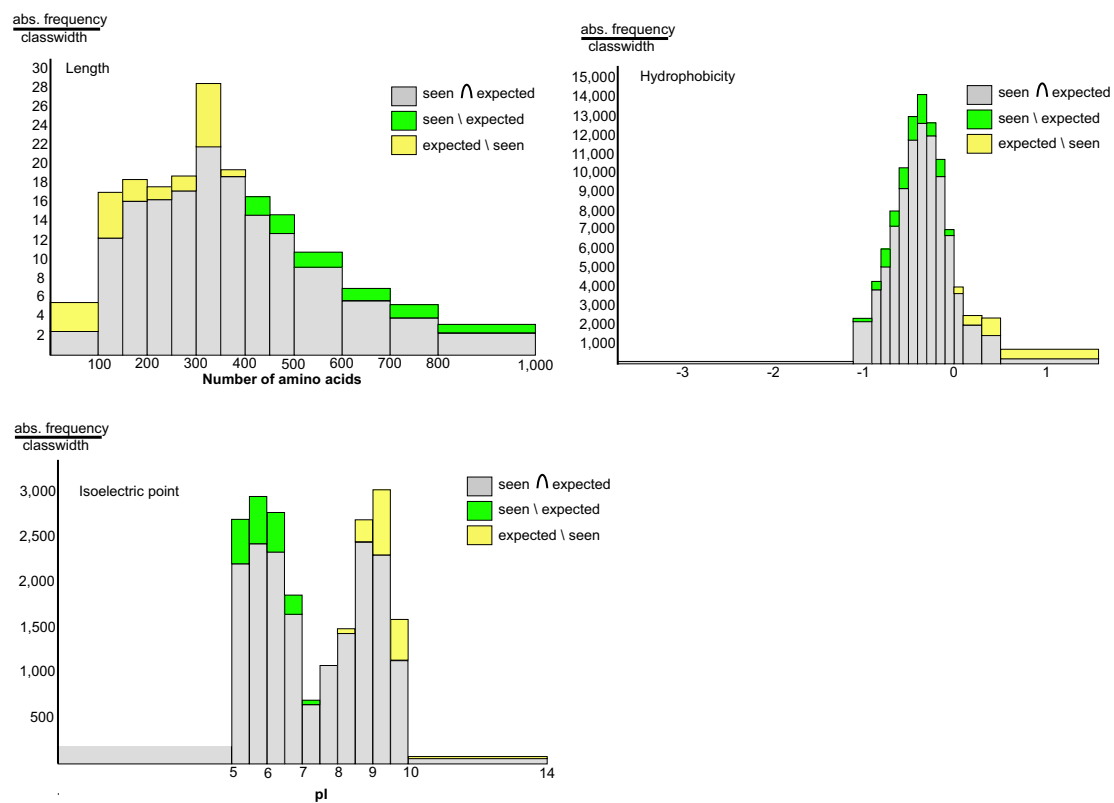 abs. frequency
classwidth
Length
30
28
26
24
22
20
18
16
14
12
10
8
6
4
2
seen ∩ expected
seen \ expected
expected \ seen
100 200 300 400 500 600 700 800 1,000
Number of amino acids
abs. frequency
classwidth
Hydrophobicity
15,000
14,000
13,000
12,000
11,000
10,000
9,000
8,000
7,000
6,000
5,000
4,000
3,000
2,000
1,000
seen ∩ expected
seen \ expected
expected \ seen
-3 -2 -1 0 1
abs. frequency
classwidth
Isoelectric point
3,000
2,500
2,000
1,500
1,000
500
seen ∩ expected
seen \ expected
expected \ seen
5 6 7 8 9 10 14
pI